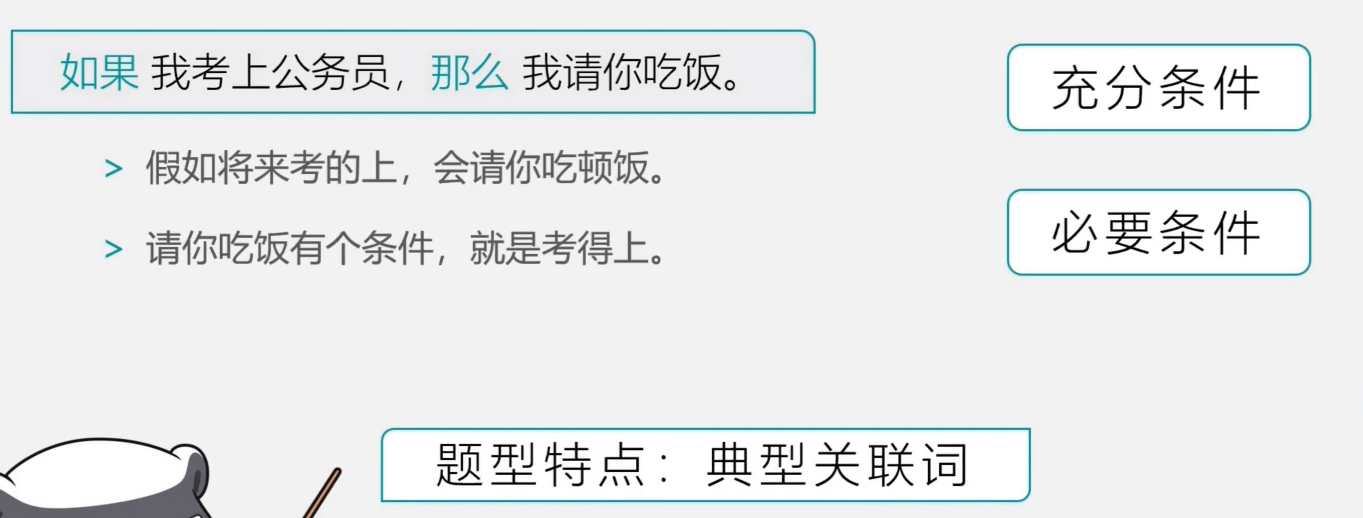 如果 我考上公务员，那么 我请你吃饭。
> 假如将来考的上，会请你吃顿饭。
> 请你吃饭有个条件，就是考得上。
充分条件
必要条件
题型特点：典型关联词